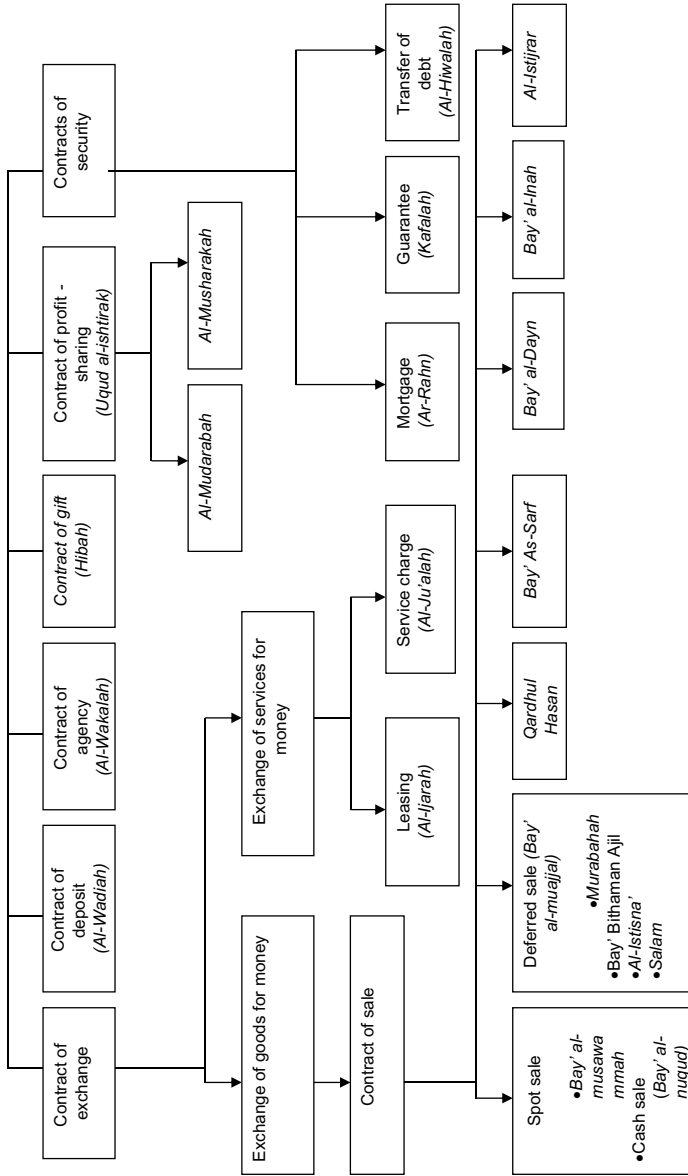 Contract of
exchange
Contract of
deposit
(Al-Wadiah)
Contract of
agency
(Al-Wakalah)
Contract of gift
(Hibah)
Contract of profit -
sharing
(Uqud al-ishtirak)
Contracts of
security
Al-Mudarabah
Al-Musharakah
Exchange of goods for money
Exchange of services for
money
Contract of sale
Leasing
(Al-Ijarah)
Service charge
(Al-Ju'alah)
Mortgage
(Ar-Rahn)
Guarantee
(Kafalah)
Transfer of
debt
(Al-Hiwalah)
Spot sale
•Bay' al-
musawa
mmah
•Cash sale
(Bay' al-
nuqud)
Deferred sale (Bay'
al-muajjal)
•Murabahah
•Bay' Bithaman Ajil
•Al-Istisna'
•Salam
Qardhul
Hasan
Bay' As-Sarf
Bay' al-Dayn
Bay' al-Inah
Al-Istijrar